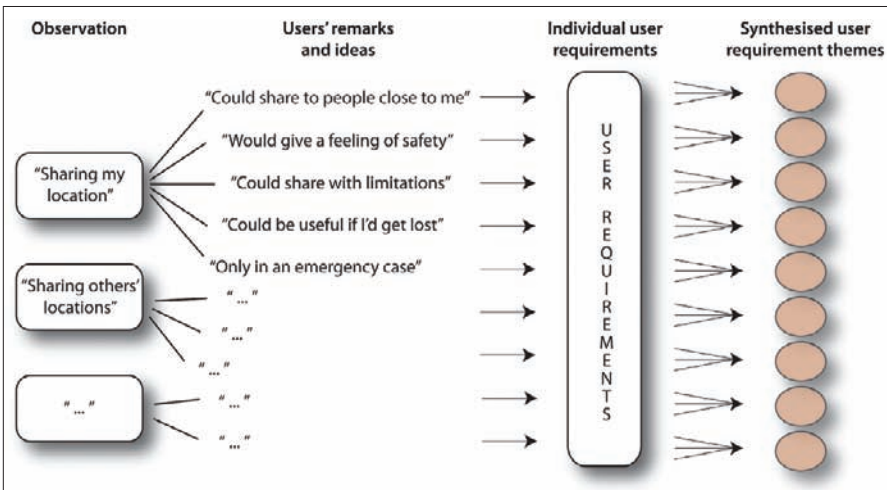 Observation
Users' remarks
and ideas
Individual user
requirements
Synthesised user
requirement themes
"Could share to people close to me"
"Would give a feeling of safety"
"Sharing my
location"
"Could share with limitations"
"Could be useful if I'd get lost"
"Only in an emergency case"
"Sharing others'
locations"
"..."
"..."
"..."
"..."
"..."
"..."
USER REQUIREMENTS